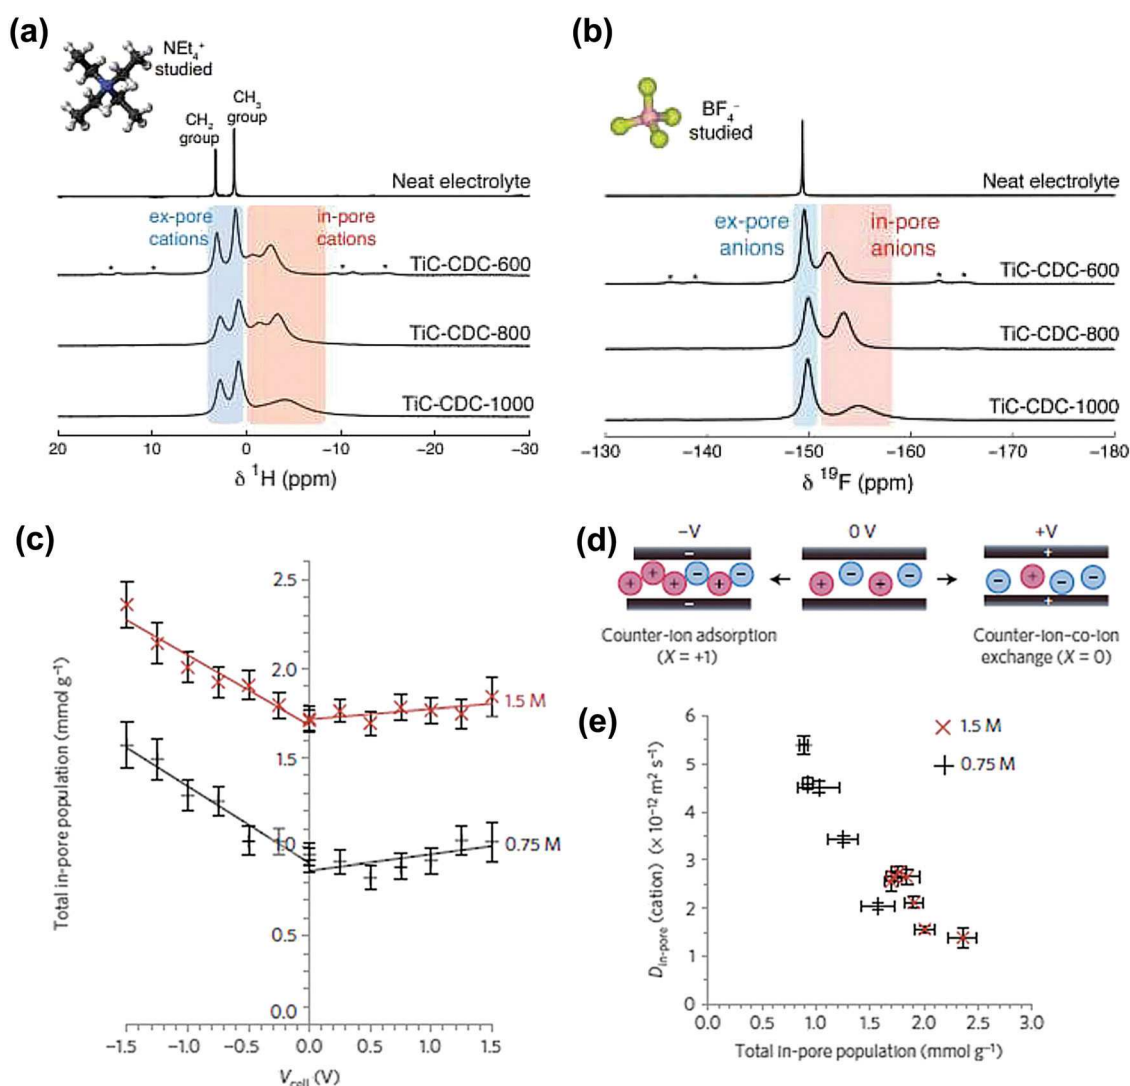 (a)
NEt₄⁺
studied
CH₂
group
CH₃
group
Neat electrolyte
ex-pore
cations
in-pore
cations
* * * *
TiC-CDC-600
TiC-CDC-800
TiC-CDC-1000
20 10 0 −10 −20 −30
δ ¹H (ppm)
(b)
BF₄⁻
studied
Neat electrolyte
ex-pore
anions
in-pore
anions
* * * *
TiC-CDC-600
TiC-CDC-800
TiC-CDC-1000
−130 −140 −150 −160 −170 −180
δ ¹⁹F (ppm)
(c)
Total in-pore population (mmol g⁻¹)
2.5
2.0
1.5
1.0
0.5
0.0
1.5 M
0.75 M
−1.5 −1.0 −0.5 0.0 0.5 1.0 1.5
V cell (V)
(d)
−V 0 V +V
− +
+ + + − + −
+ − + −
− + − −
− +
Counter-ion adsorption
(X = +1)
Counter-ion–co-ion
exchange (X = 0)
(e)
D in-pore (cation) (× 10⁻¹² m² s⁻¹)
6
5
4
3
2
1
0
1.5 M
0.75 M
0.0 0.5 1.0 1.5 2.0 2.5 3.0
Total in-pore population (mmol g⁻¹)